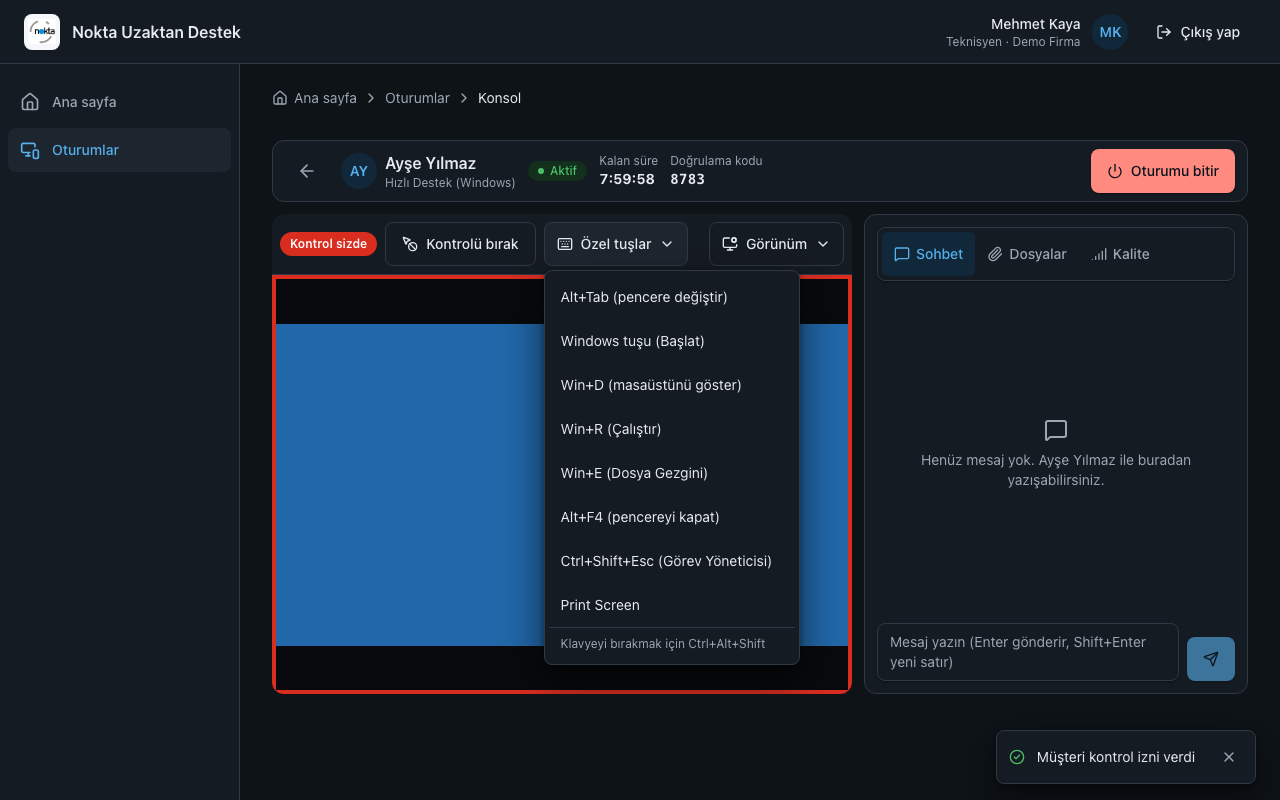 nokta
Nokta Uzaktan Destek
Mehmet Kaya
Teknisyen · Demo Firma
MK
Çıkış yap
Ana sayfa
Oturumlar
Ana sayfa
Oturumlar
Konsol
AY
Ayşe Yılmaz
Hızlı Destek (Windows)
Aktif
Kalan süre
7:59:58
Doğrulama kodu
8783
Oturumu bitir
Kontrol sizde
Kontrolü bırak
Özel tuşlar
Görünüm
Alt+Tab (pencere değiştir)
Windows tuşu (Başlat)
Win+D (masaüstünü göster)
Win+R (Çalıştır)
Win+E (Dosya Gezgini)
Alt+F4 (pencereyi kapat)
Ctrl+Shift+Esc (Görev Yöneticisi)
Print Screen
Klavyeyi bırakmak için Ctrl+Alt+Shift
Sohbet
Dosyalar
Kalite
Henüz mesaj yok. Ayşe Yılmaz ile buradan
yazışabilirsiniz.
Mesaj yazın (Enter gönderir, Shift+Enter
yeni satır)
Müşteri kontrol izni verdi